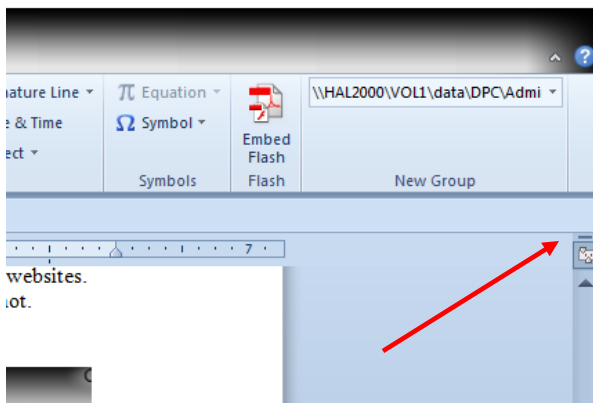 ?
nature Line
π Equation
\\HAL2000\VOL1\data\DPC\Admi
e & Time
Ω Symbol
Embed
Flash
ect
Symbols
Flash
New Group
7
websites.
not.